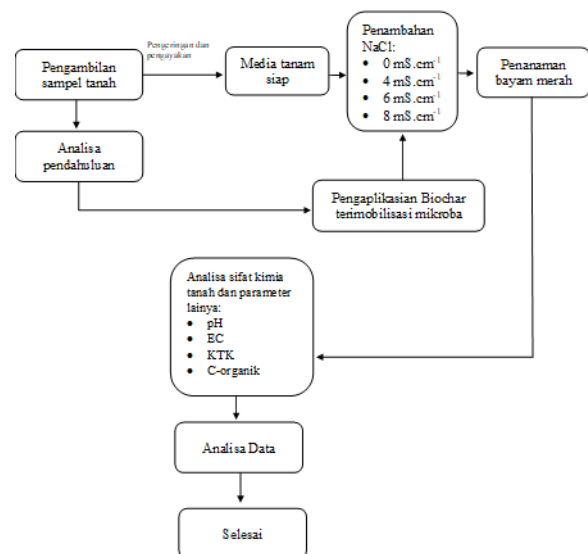 Pengeringan dan
pengayakan
Pengambilan
sampel tanah
Media tanam
siap
Penambahan
NaCl:
• 0 mS.cm⁻¹
• 4 mS.cm⁻¹
• 6 mS.cm⁻¹
• 8 mS.cm⁻¹
Penanaman
bayam merah
Analisa
pendahuluan
Pengaplikasian Biochar
terimobilisasi mikroba
Analisa sifat kimia
tanah dan parameter
lainya:
• pH
• EC
• KTK
• C-organik
Analisa Data
Selesai